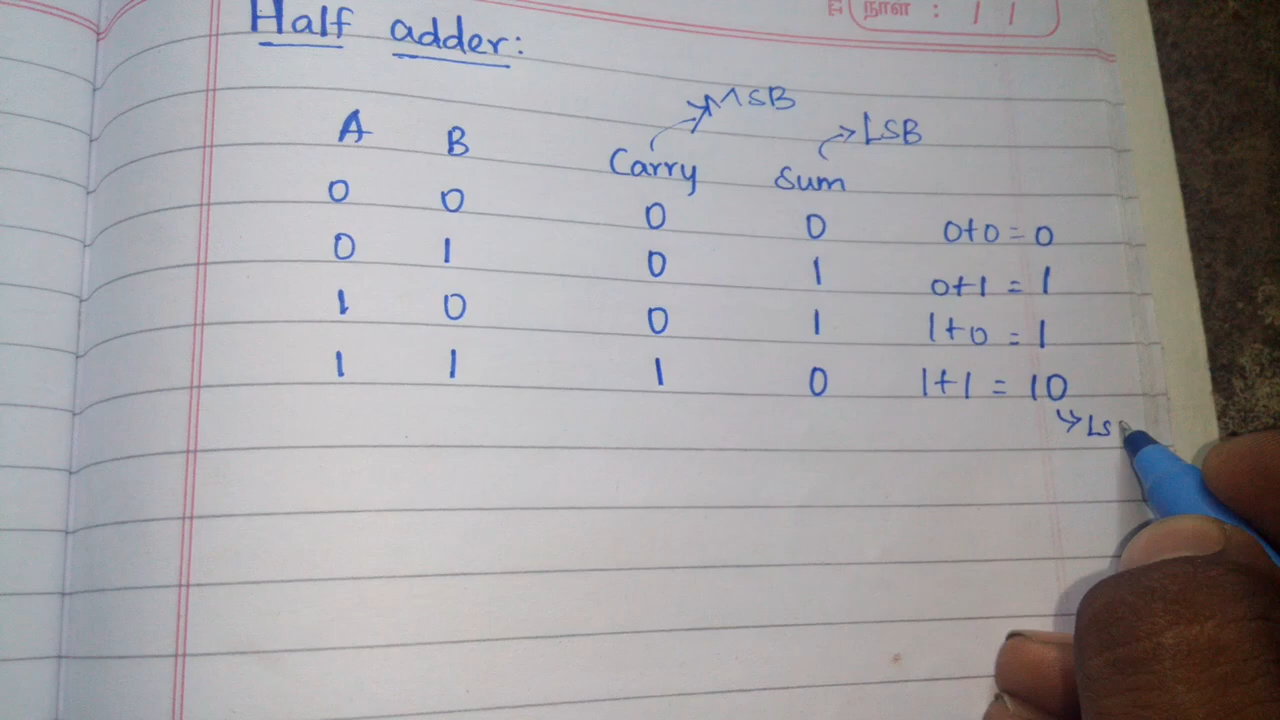 நாள் : / /
Half adder:
MSB
LSB
A B Carry Sum
0 0 0 0 0+0=0
0 1 0 1 0+1=1
1 0 0 1 1+0=1
1 1 1 0 1+1=10
LS